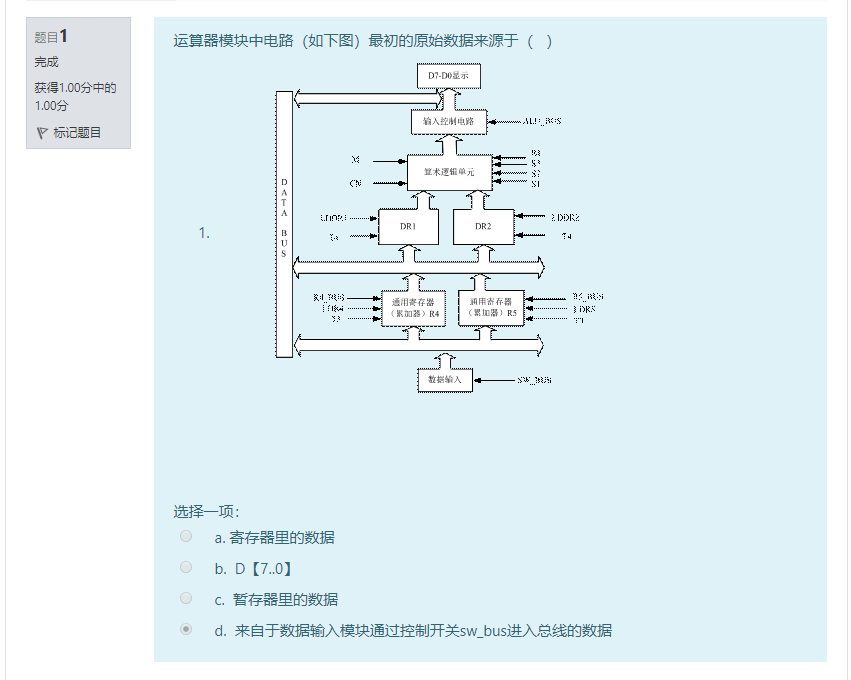 题目1
完成
获得1.00分中的
1.00分
标记题目
运算器模块中电路（如下图）最初的原始数据来源于（ ）
1.
D7-D0显示
输入控制电路
ALU_BUS
算术逻辑单元
M
CN
S3
S2
S1
DATA BUS
DR1
DR2
LDDR1
T4
LDDR2
T4
通用寄存器
（累加器）R4
通用寄存器
（累加器）R5
R4_BUS
LDR4
R5_BUS
LDR5
数据输入
SW_BUS
选择一项：
a. 寄存器里的数据
b. D【7..0】
c. 暂存器里的数据
d. 来自于数据输入模块通过控制开关sw_bus进入总线的数据